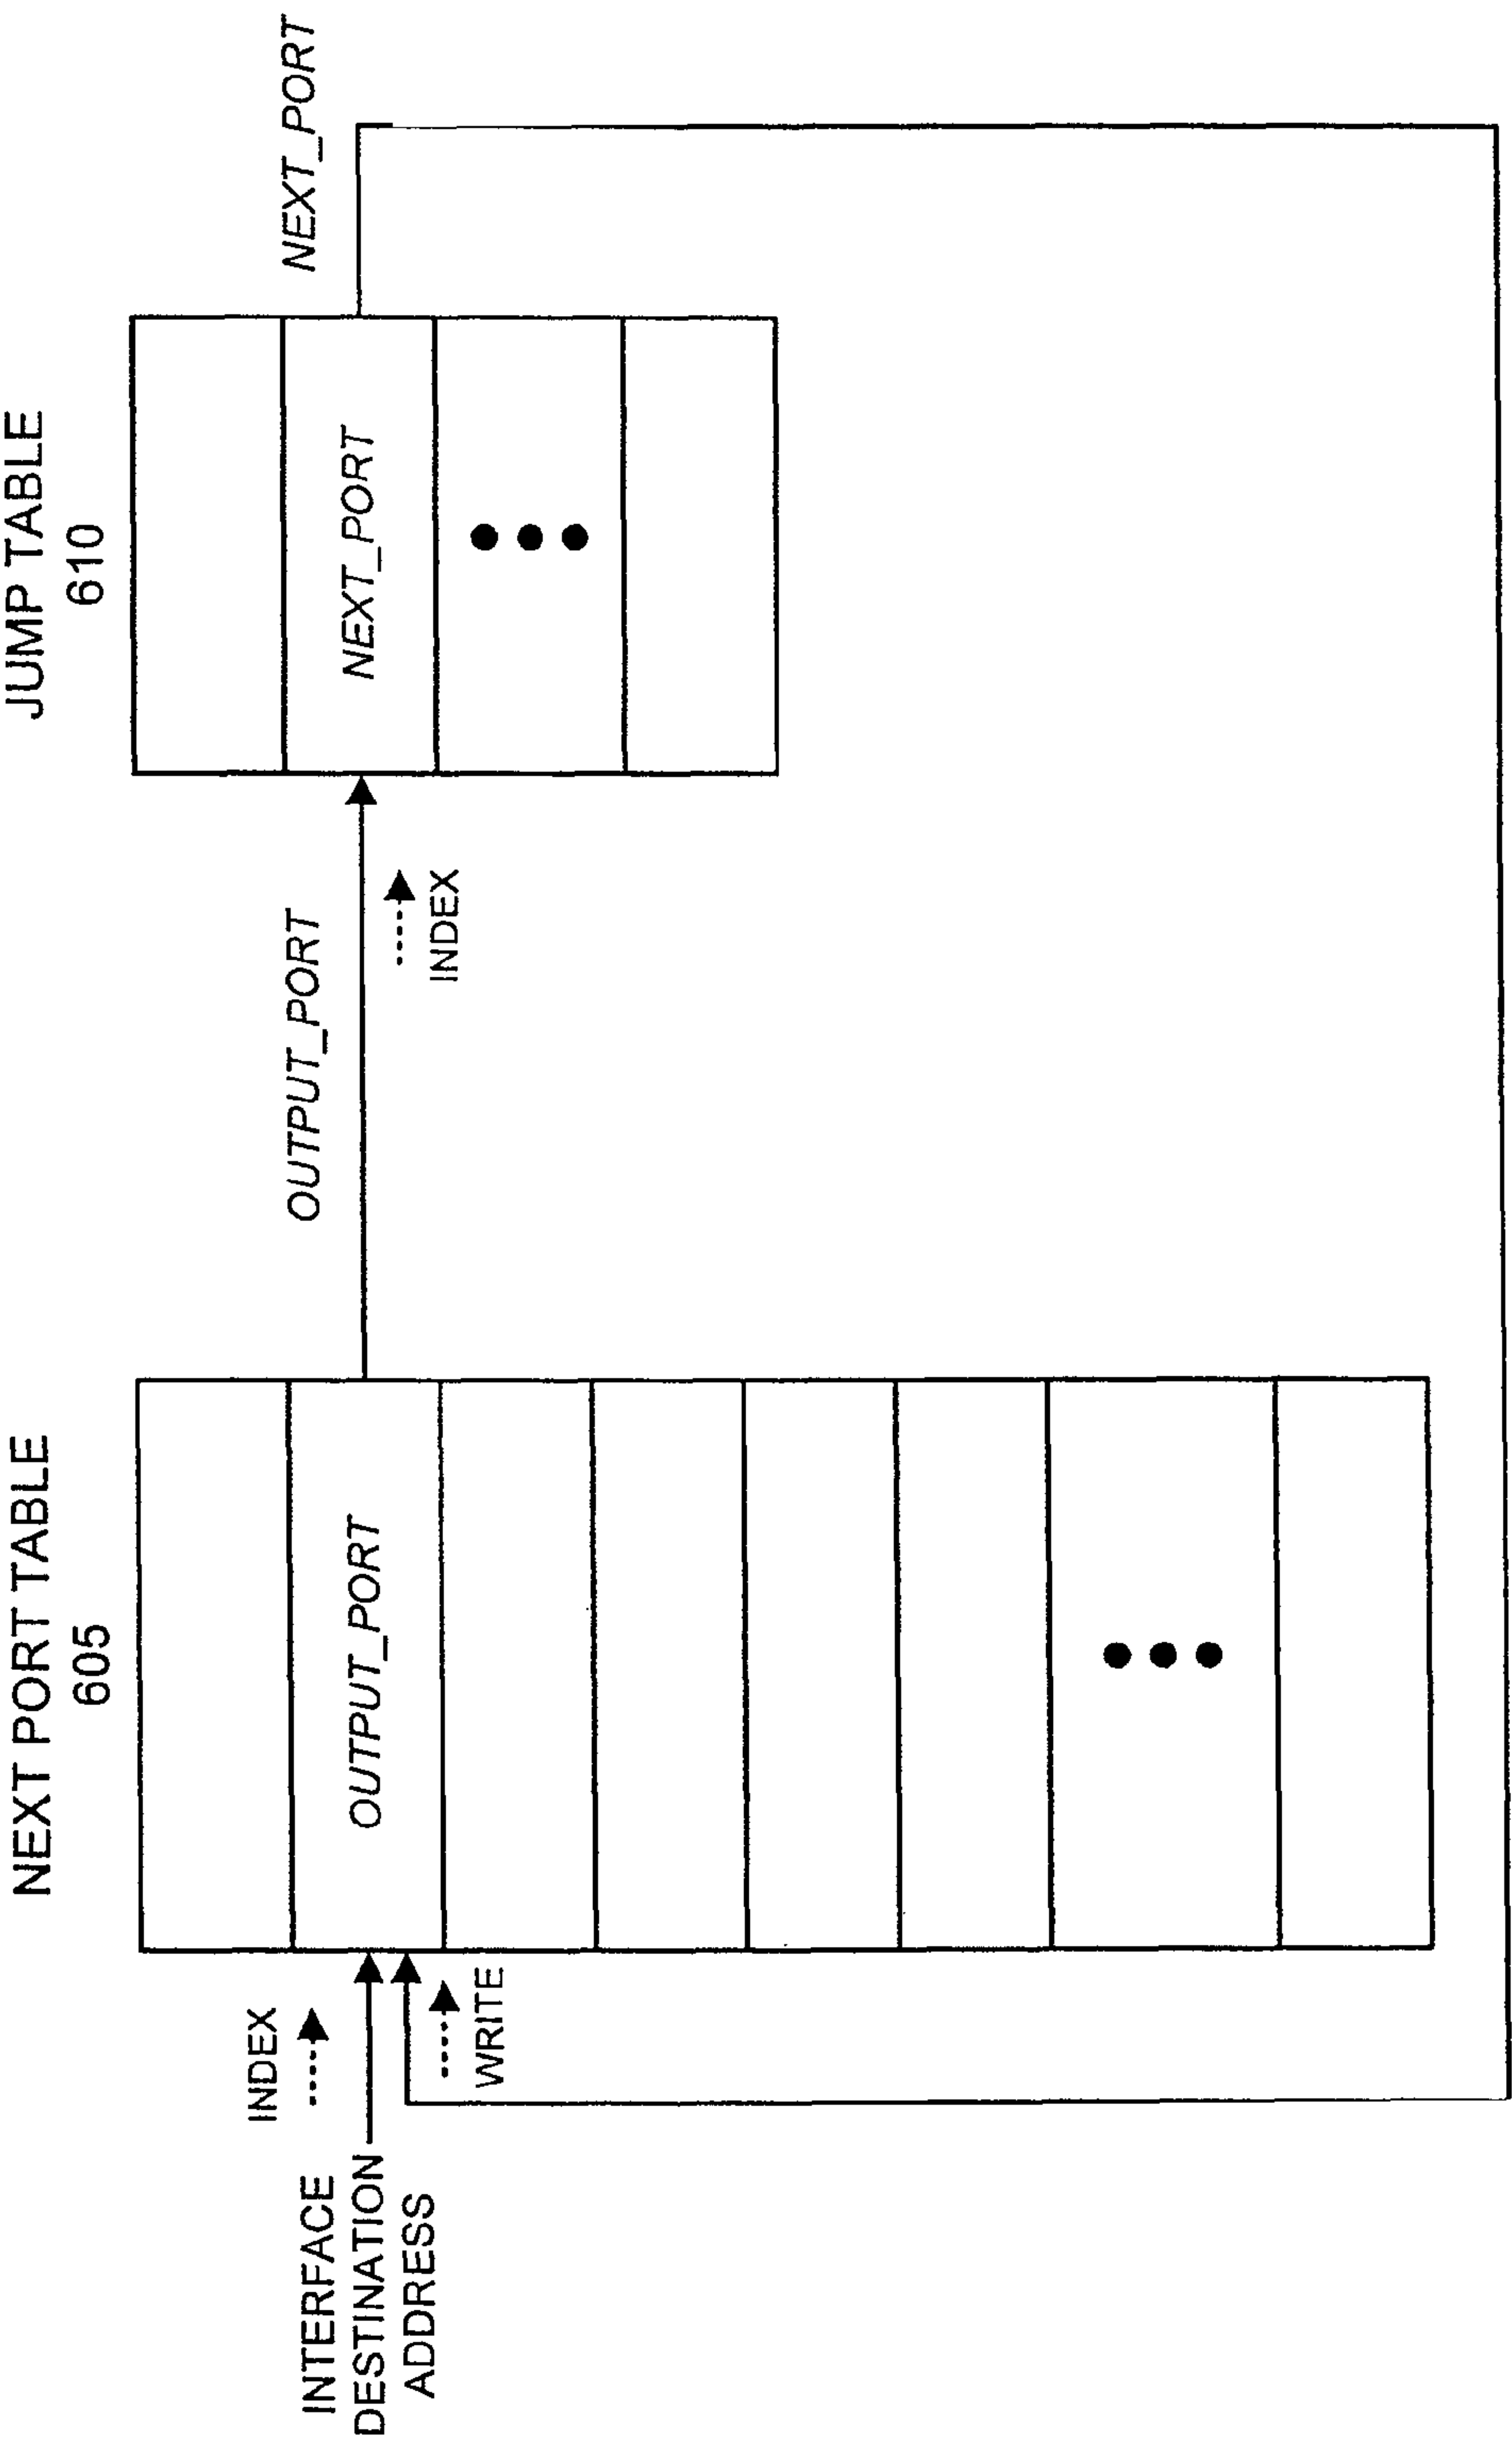 NEXT PORT TABLE
605
JUMP TABLE
610
INDEX
INTERFACE
DESTINATION
ADDRESS
WRITE
OUTPUT_PORT
OUTPUT_PORT
INDEX
NEXT_PORT
NEXT_PORT